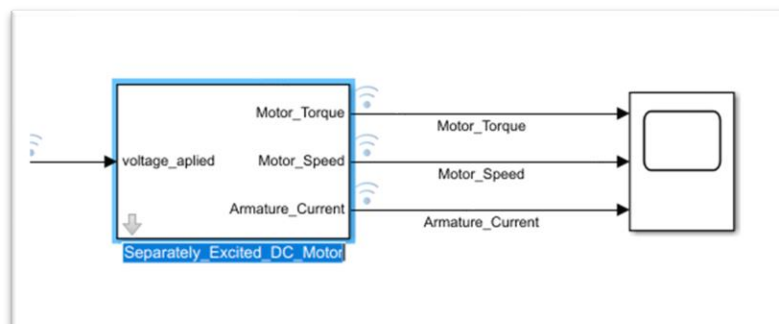 Motor_Torque
Motor_Torque
voltage_aplied
Motor_Speed
Motor_Speed
Armature_Current
Armature_Current
Separately_Excited_DC_Motor